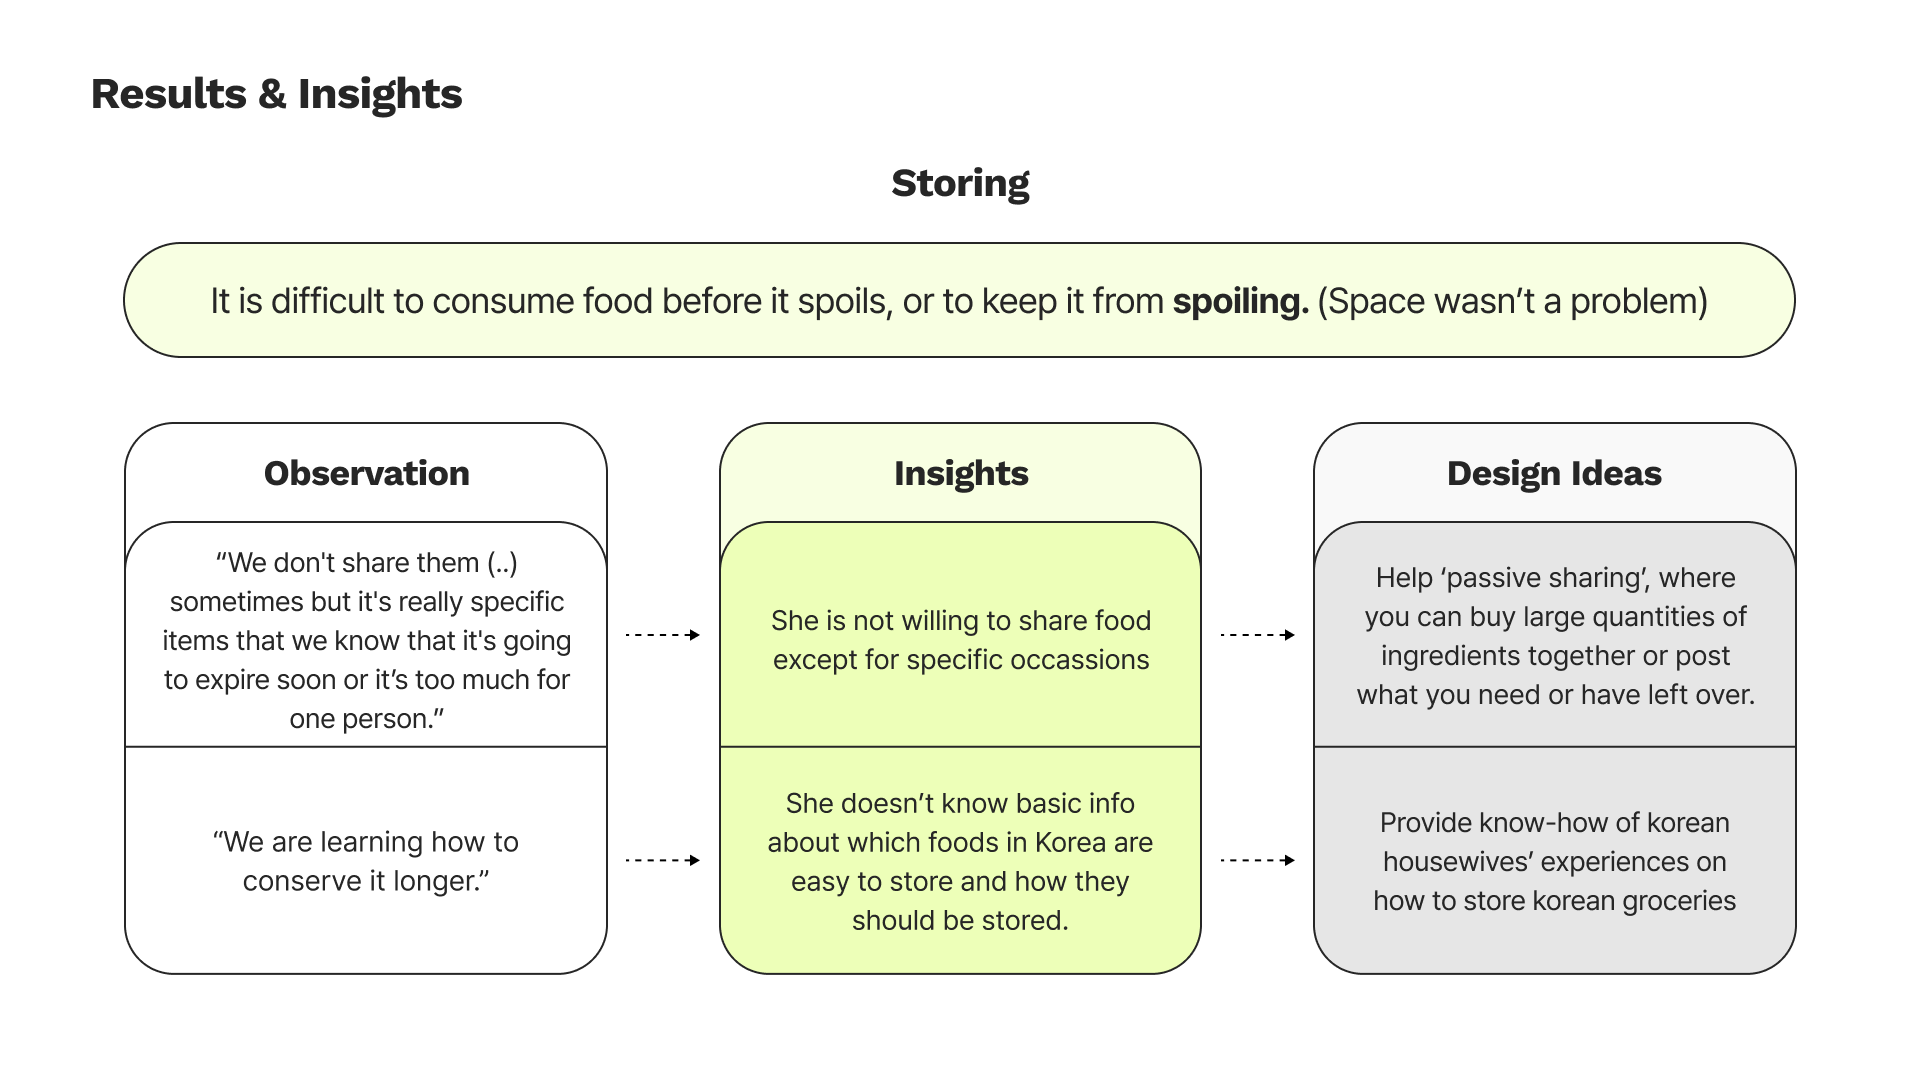 Results & Insights
Storing
It is difficult to consume food before it spoils, or to keep it from spoiling. (Space wasn’t a problem)
Observation
“We don't share them (..)
sometimes but it's really specific
items that we know that it's going
to expire soon or it’s too much for
one person.”
“We are learning how to
conserve it longer.”
Insights
She is not willing to share food
except for specific occassions
She doesn’t know basic info
about which foods in Korea are
easy to store and how they
should be stored.
Design Ideas
Help ‘passive sharing’, where
you can buy large quantities of
ingredients together or post
what you need or have left over.
Provide know-how of korean
housewives’ experiences on
how to store korean groceries